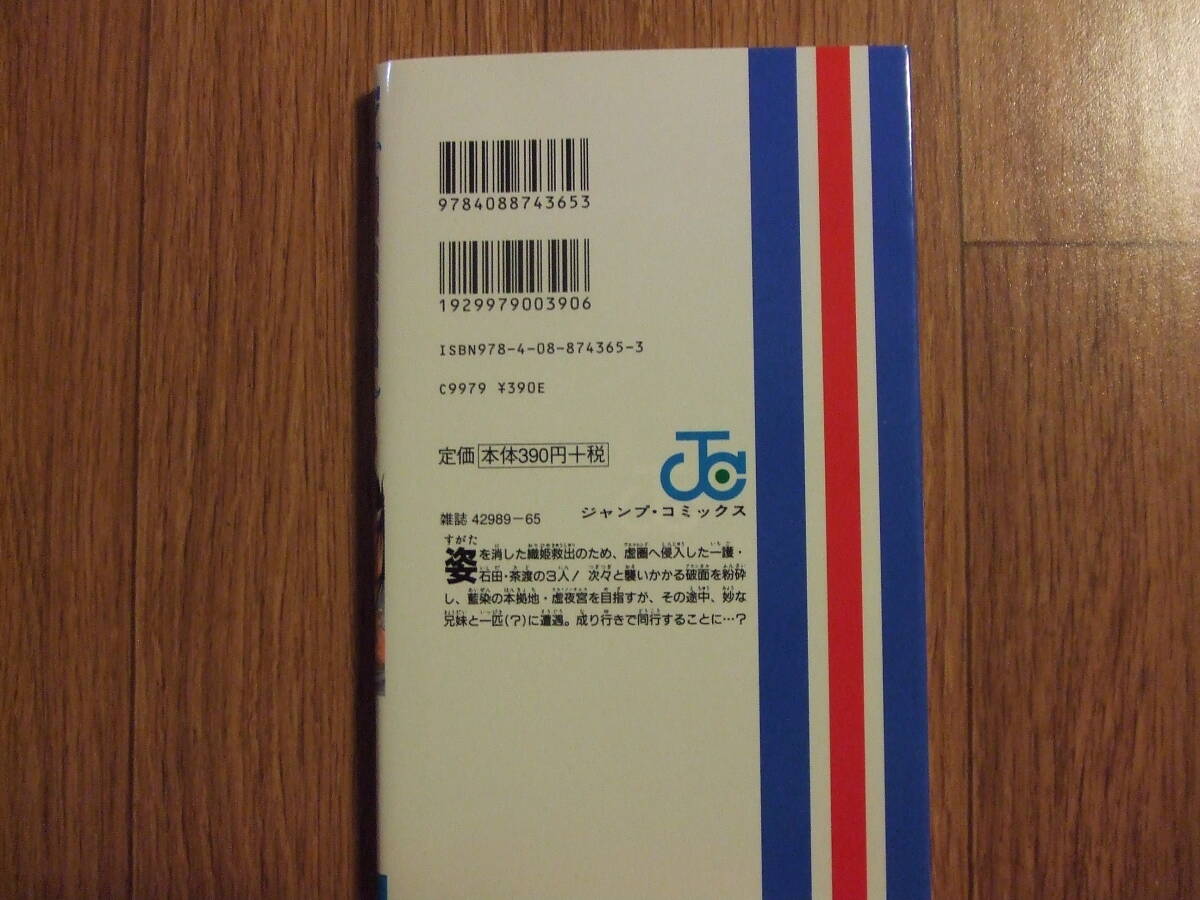 9784088743653
1929979003906
ISBN978-4-08-874365-3
C9979 ¥390E
定価 本体390円+税
雑誌 42989-65
ジャンプ・コミックス
姿を消した織姫救出のため、虚圏へ侵入した一護・
石田・茶渡の3人! 次々と襲いかかる破面を粉砕
し、藍染の本拠地・虚夜宮を目指すが、その途中、妙な
兄妹と一匹(?)に遭遇。成り行きで同行することに…?